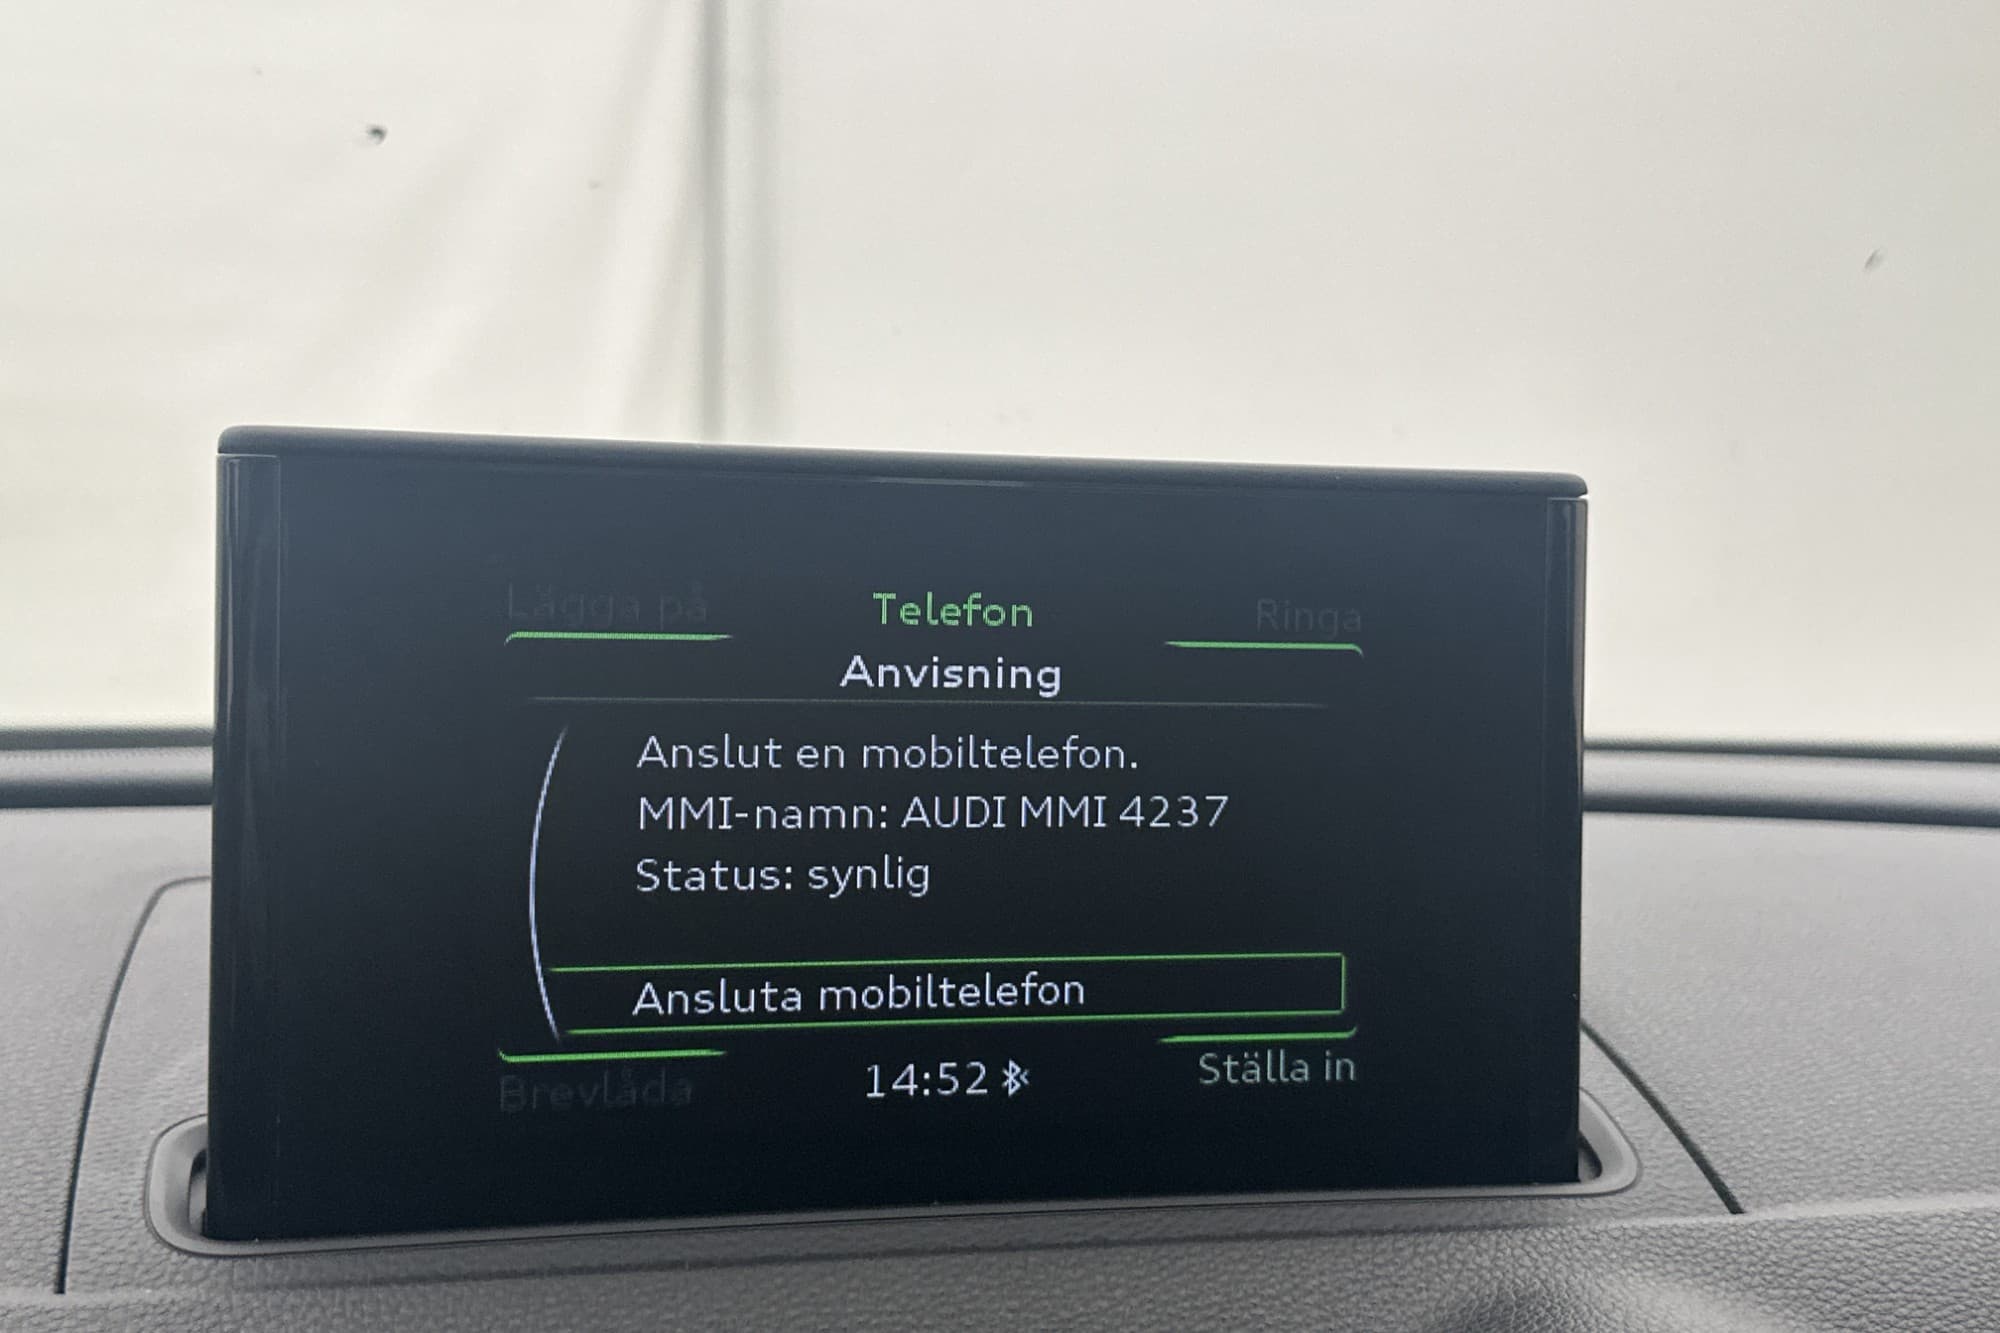 Lägga på
Telefon
Ringa
Anvisning
Anslut en mobiltelefon.
MMI-namn: AUDI MMI 4237
Status: synlig
Ansluta mobiltelefon
Brevlåda
14:52
Ställa in